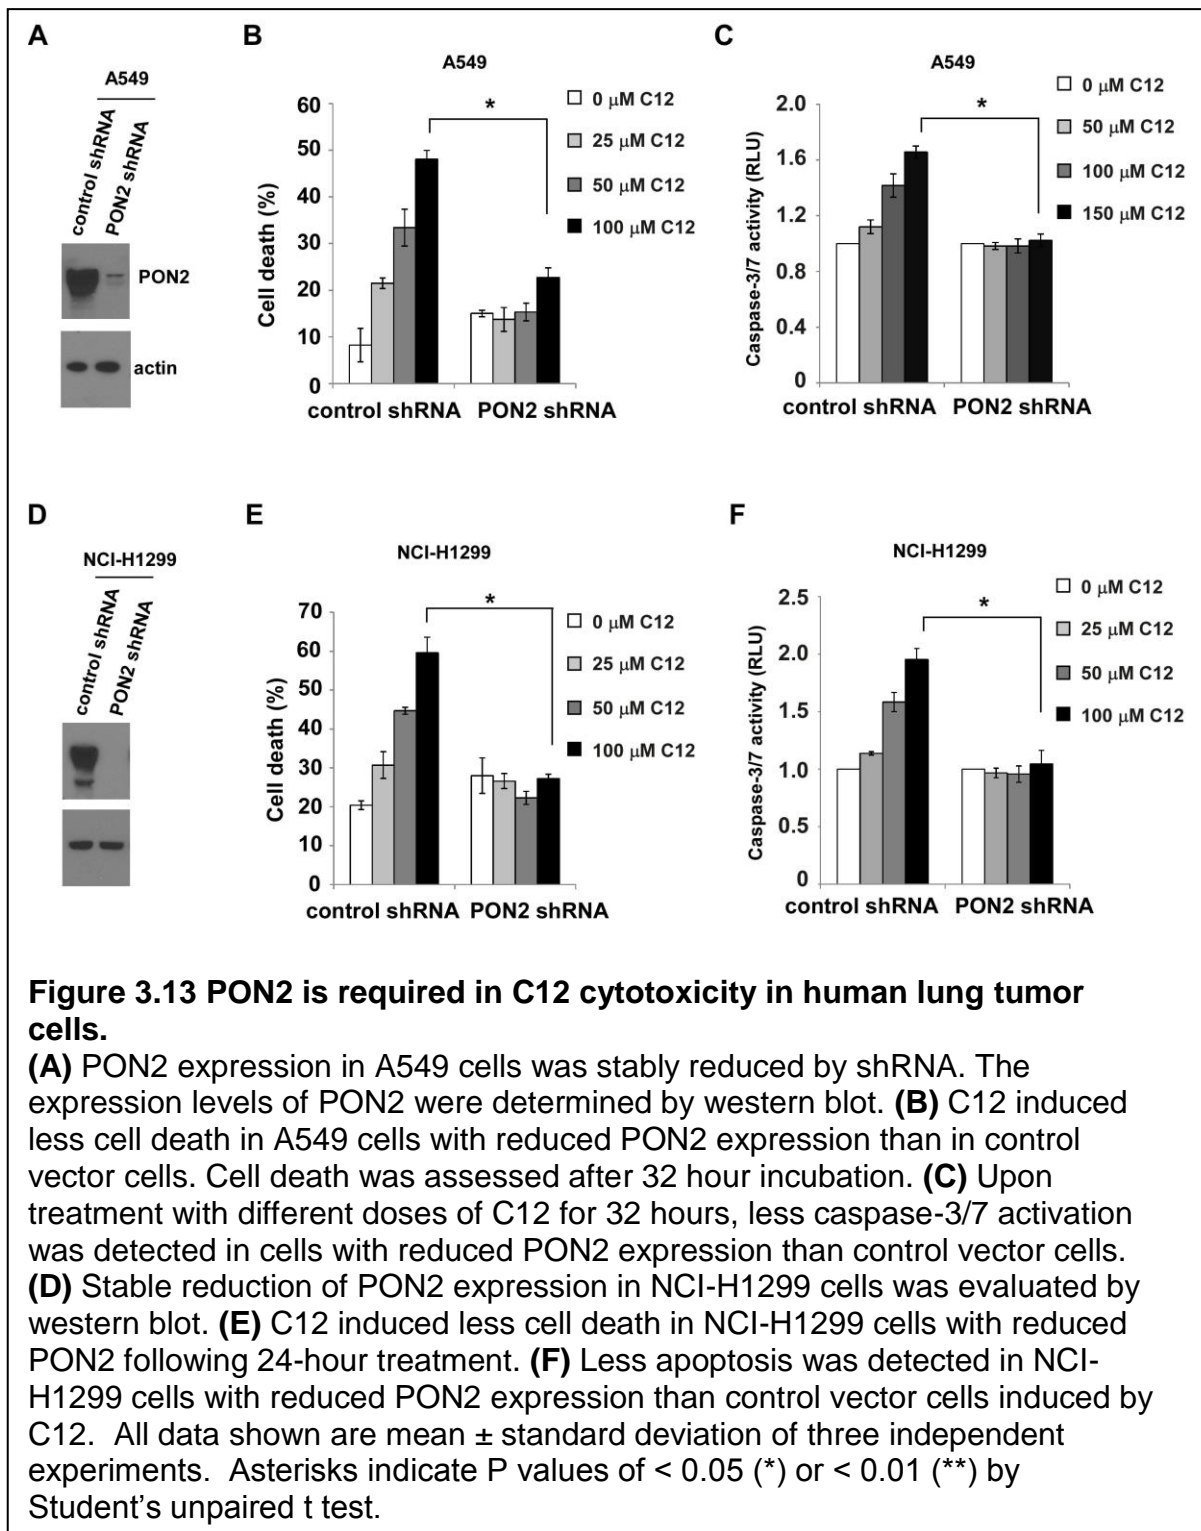 A
A549
control shRNA
PON2 shRNA
PON2
actin
B
A549
Cell death (%)
60
50
40
30
20
10
0
*
0 μM C12
25 μM C12
50 μM C12
100 μM C12
control shRNA
PON2 shRNA
C
A549
Caspase-3/7 activity (RLU)
2.0
1.6
1.2
0.8
0.4
0
*
0 μM C12
50 μM C12
100 μM C12
150 μM C12
control shRNA
PON2 shRNA
D
NCI-H1299
control shRNA
PON2 shRNA
E
NCI-H1299
Cell death (%)
70
60
50
40
30
20
10
0
*
0 μM C12
25 μM C12
50 μM C12
100 μM C12
control shRNA
PON2 shRNA
F
NCI-H1299
Caspase-3/7 activity (RLU)
2.5
2.0
1.5
1.0
0.5
0
*
0 μM C12
25 μM C12
50 μM C12
100 μM C12
control shRNA
PON2 shRNA
Figure 3.13 PON2 is required in C12 cytotoxicity in human lung tumor
cells.
(A) PON2 expression in A549 cells was stably reduced by shRNA. The
expression levels of PON2 were determined by western blot. (B) C12 induced
less cell death in A549 cells with reduced PON2 expression than in control
vector cells. Cell death was assessed after 32 hour incubation. (C) Upon
treatment with different doses of C12 for 32 hours, less caspase-3/7 activation
was detected in cells with reduced PON2 expression than control vector cells.
(D) Stable reduction of PON2 expression in NCI-H1299 cells was evaluated by
western blot. (E) C12 induced less cell death in NCI-H1299 cells with reduced
PON2 following 24-hour treatment. (F) Less apoptosis was detected in NCI-
H1299 cells with reduced PON2 expression than control vector cells induced by
C12.  All data shown are mean ± standard deviation of three independent
experiments.  Asterisks indicate P values of < 0.05 (*) or < 0.01 (**) by
Student’s unpaired t test.